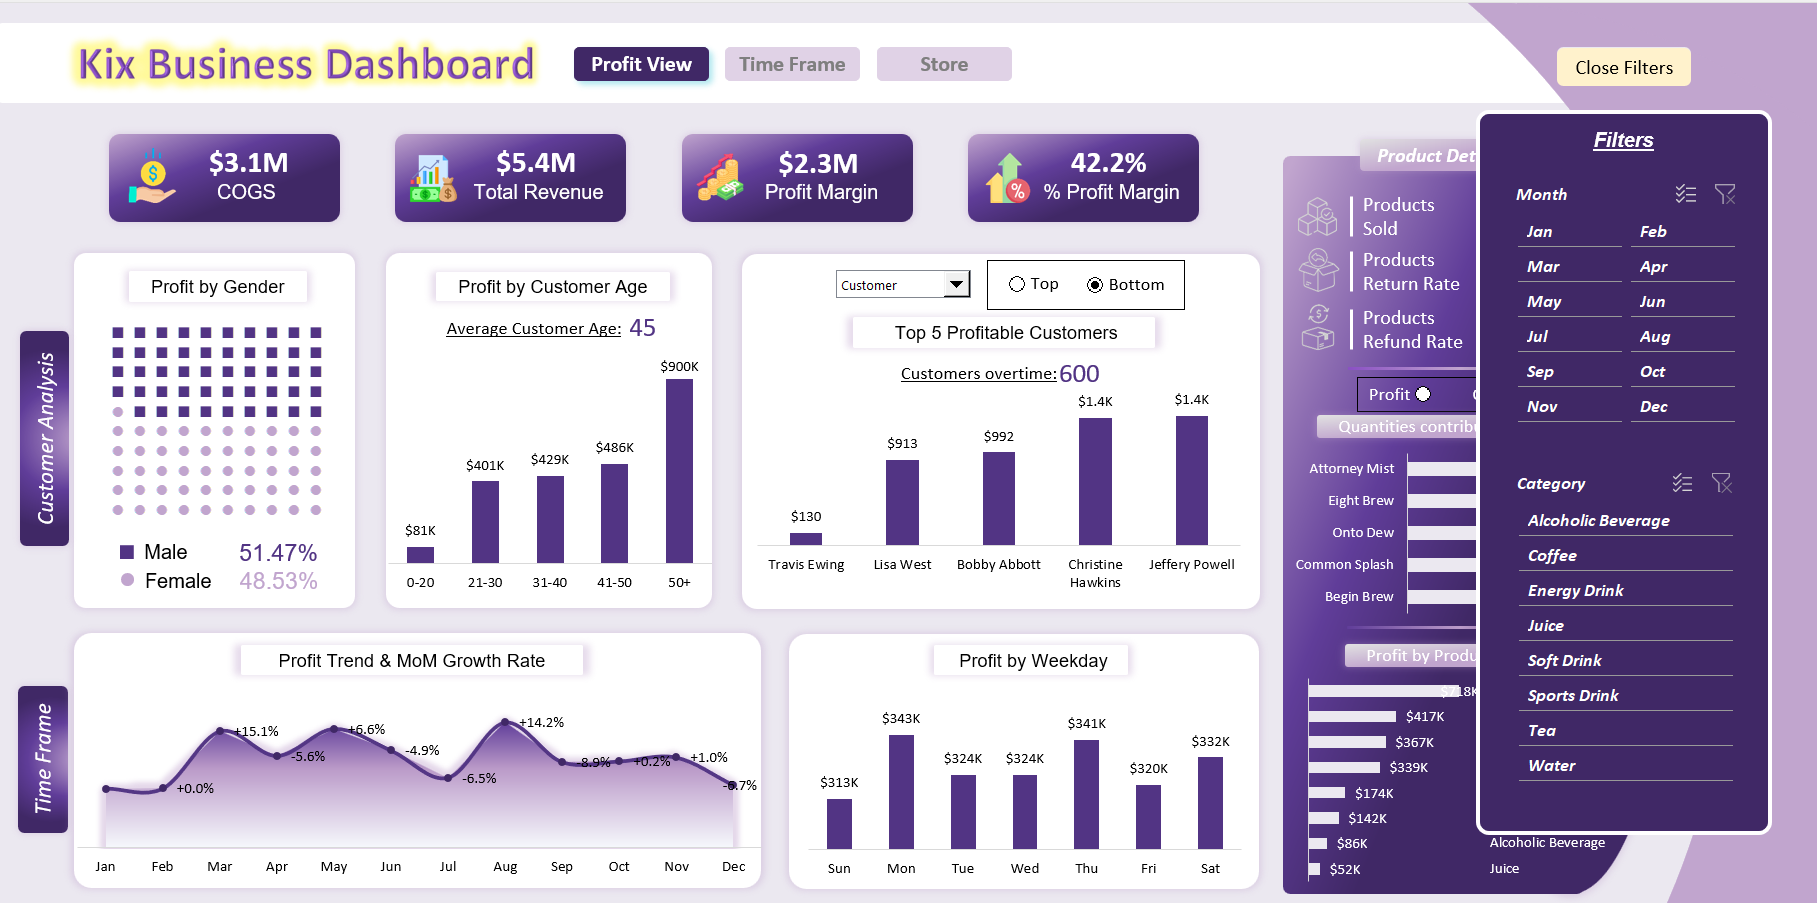 Kix Business Dashboard
Profit View
Time Frame
Store
Close Filters
$3.1M
COGS
$5.4M
Total Revenue
$2.3M
Profit Margin
42.2%
% Profit Margin
Customer Analysis
Profit by Gender
Male 51.47%
Female 48.53%
Profit by Customer Age
Average Customer Age: 45
$81K
$401K
$429K
$486K
$900K
0-20
21-30
31-40
41-50
50+
Customer
Top
Bottom
Top 5 Profitable Customers
Customers overtime: 600
$130
$913
$992
$1.4K
$1.4K
Travis Ewing
Lisa West
Bobby Abbott
Christine
Hawkins
Jeffery Powell
Time Frame
Profit Trend & MoM Growth Rate
+0.0%
+15.1%
-5.6%
+6.6%
-4.9%
-6.5%
+14.2%
-8.9%
+0.2%
+1.0%
-6.7%
Jan
Feb
Mar
Apr
May
Jun
Jul
Aug
Sep
Oct
Nov
Dec
Profit by Weekday
$313K
$343K
$324K
$324K
$341K
$320K
$332K
Sun
Mon
Tue
Wed
Thu
Fri
Sat
Product Det
Products
Sold
Products
Return Rate
Products
Refund Rate
Profit
Quantities contribu
Attorney Mist
Eight Brew
Onto Dew
Common Splash
Begin Brew
Profit by Produ
$718K
$417K
$367K
$339K
$174K
$142K
$86K
Alcoholic Beverage
$52K
Juice
Filters
Month
Jan
Feb
Mar
Apr
May
Jun
Jul
Aug
Sep
Oct
Nov
Dec
Category
Alcoholic Beverage
Coffee
Energy Drink
Juice
Soft Drink
Sports Drink
Tea
Water